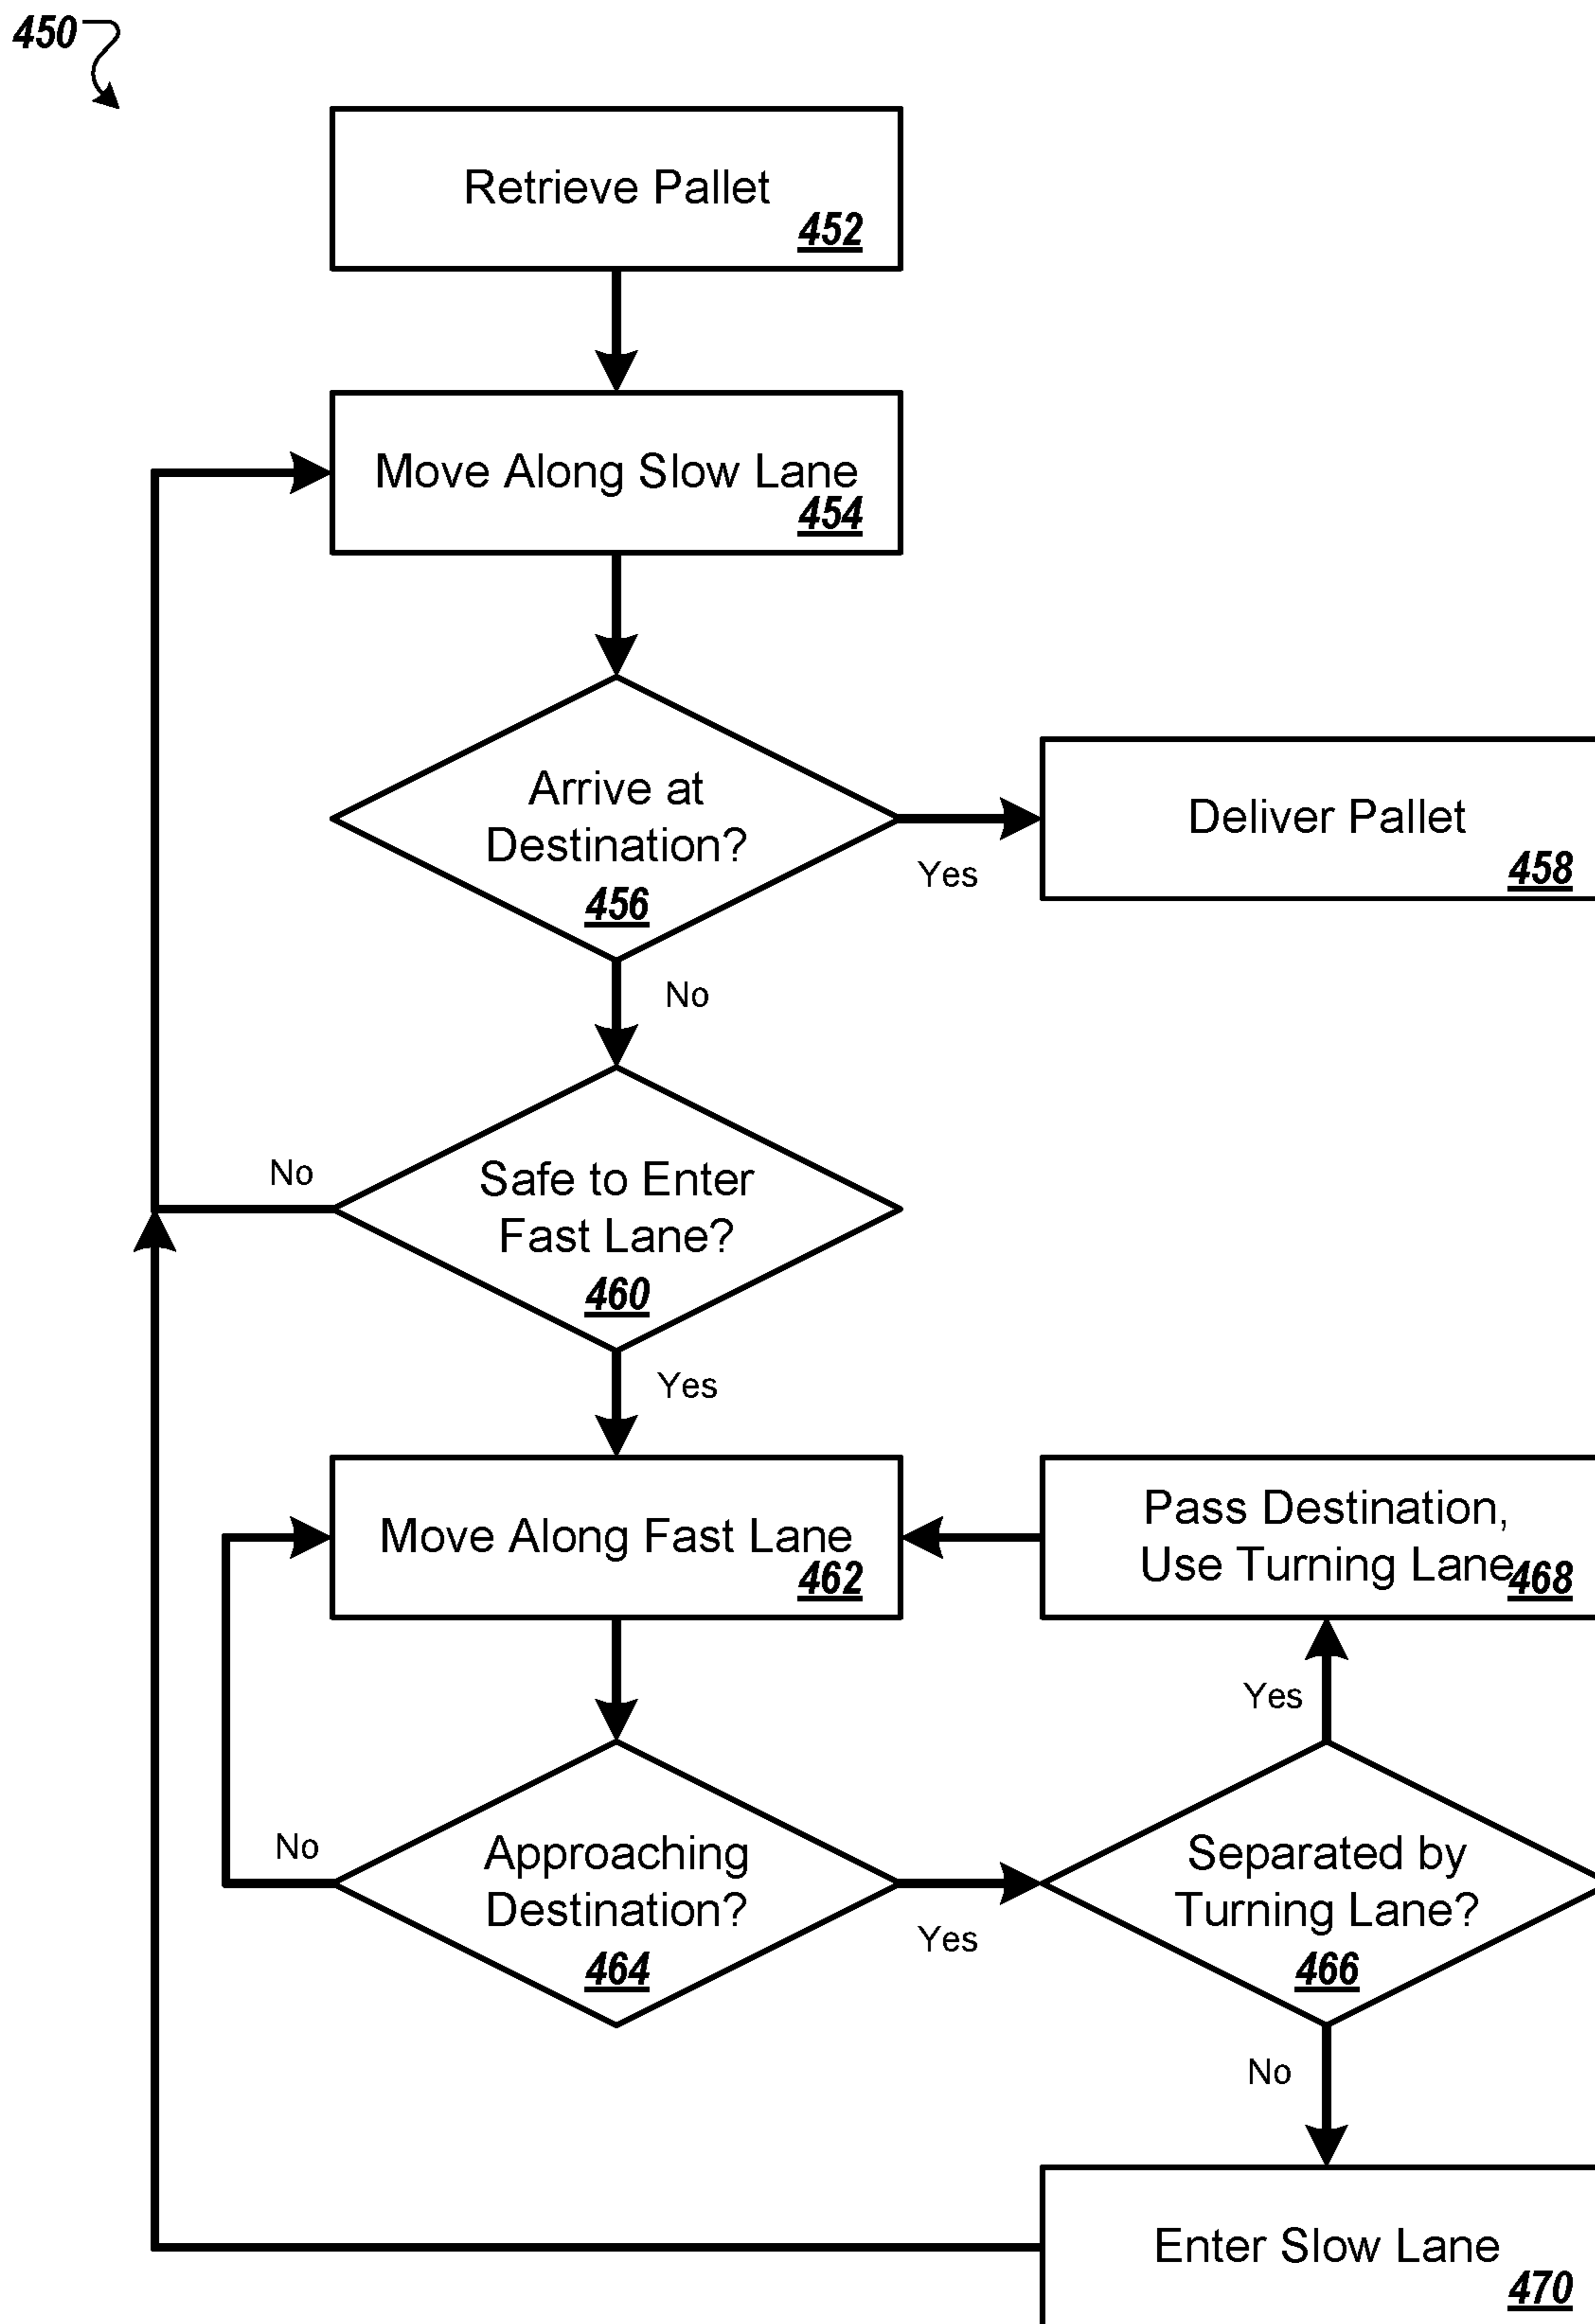 450
Retrieve Pallet
452
Move Along Slow Lane
454
Arrive at
Destination?
456
Yes
Deliver Pallet
458
No
Safe to Enter
Fast Lane?
460
No
Yes
Move Along Fast Lane
462
Pass Destination,
Use Turning Lane
468
Yes
Approaching
Destination?
464
No
Yes
Separated by
Turning Lane?
466
No
Enter Slow Lane
470